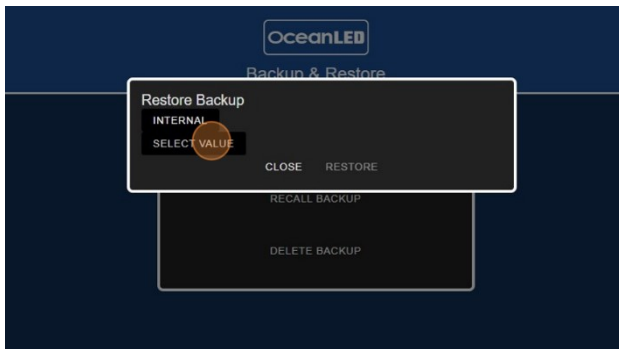 OceanLED
Backup & Restore
Restore Backup
INTERNAL
SELECT VALUE
CLOSE RESTORE
RECALL BACKUP
DELETE BACKUP